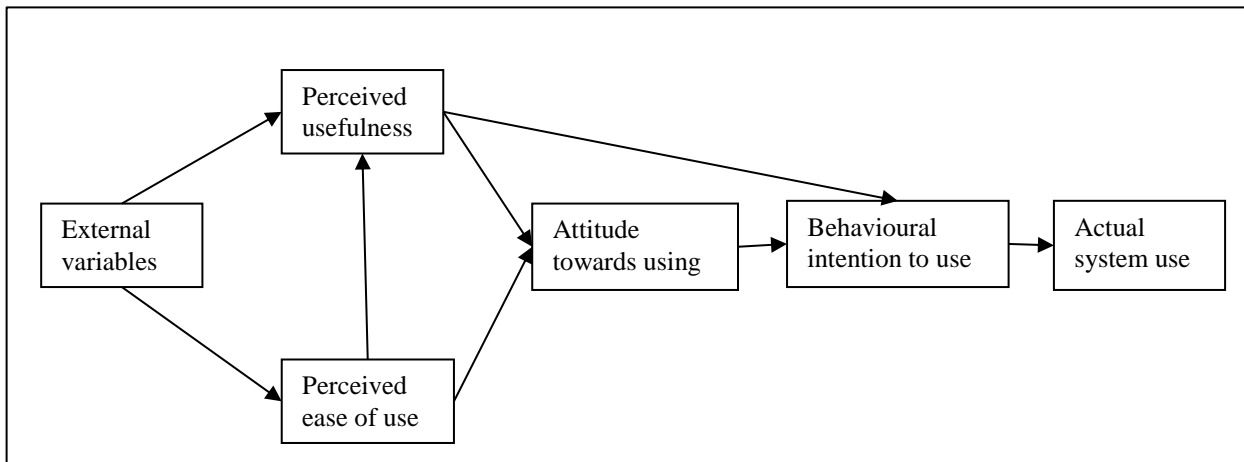 Perceived
usefulness
External
variables
Attitude
towards using
Behavioural
intention to use
Actual
system use
Perceived
ease of use